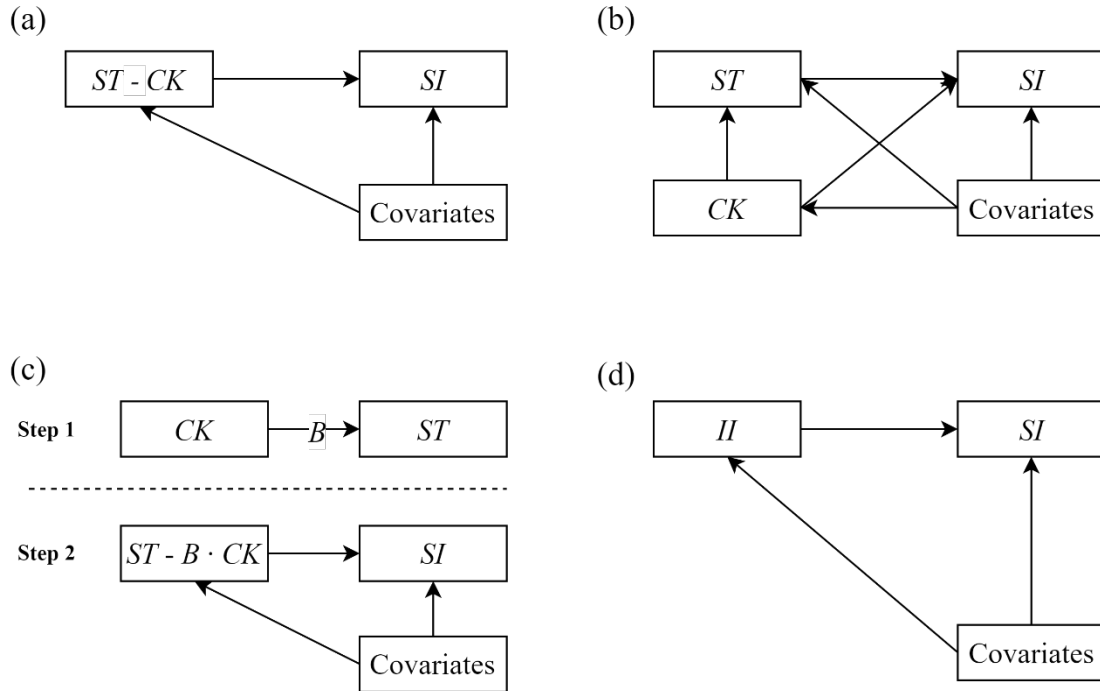 (a)
ST - CK
SI
Covariates
(b)
ST
SI
CK
Covariates
(c)
Step 1
CK
B
ST
Step 2
ST - B · CK
SI
Covariates
(d)
II
SI
Covariates